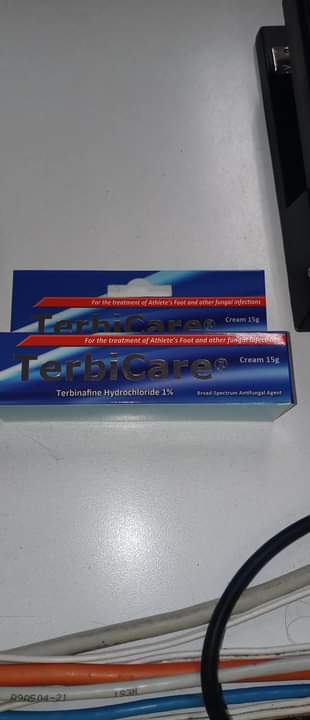 For the treatment of Athlete's Foot and other fungal infections
TerbiCare®
Cream 15g
For the treatment of Athlete's Foot and other fungal infections
TerbiCare®
Cream 15g
Terbinafine Hydrochloride 1%
Broad-Spectrum Antifungal Agent